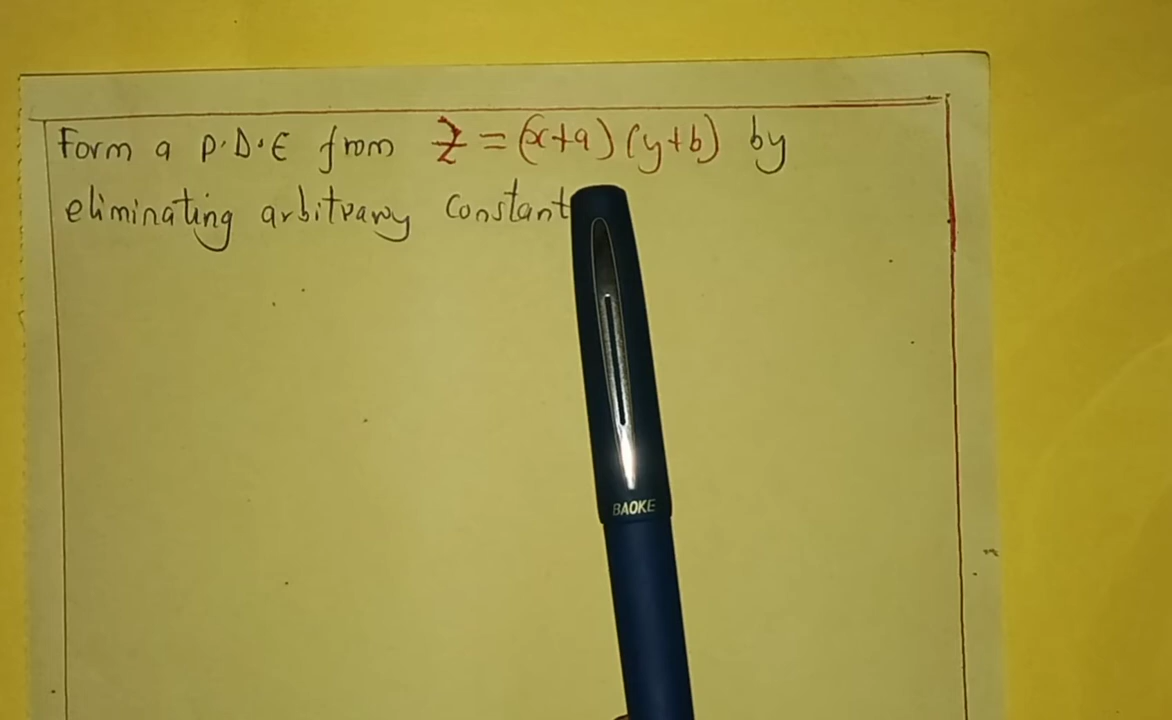 Form a P.D.E from Z = (x+a) (y+b) by
eliminating arbitrary constant
BAOKE